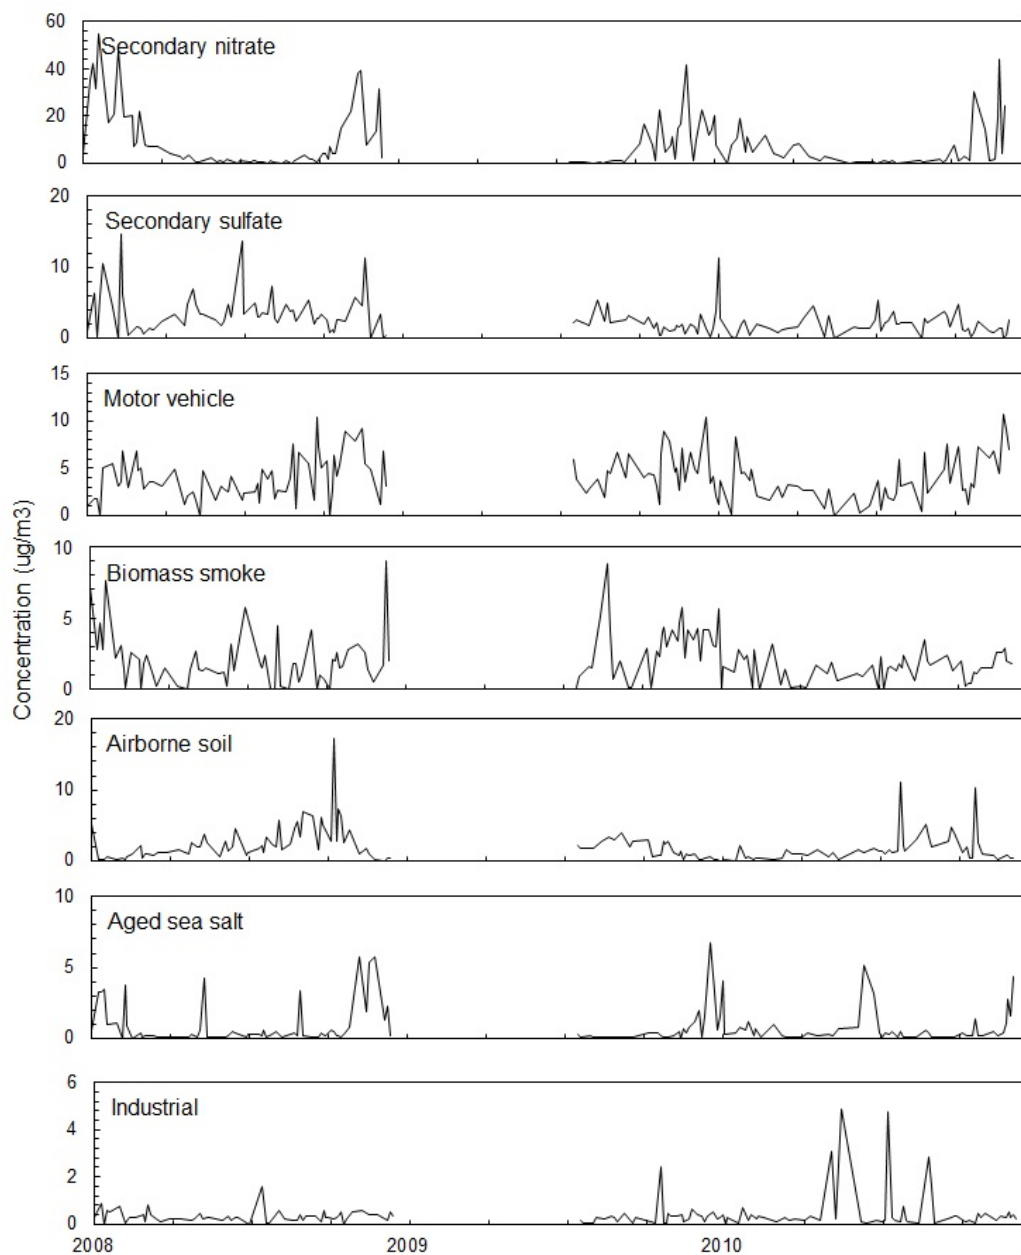 60
Secondary nitrate
40
20
0
20
Secondary sulfate
10
0
15
Motor vehicle
10
5
0
Concentration (ug/m3)
10
Biomass smoke
5
0
20
Airborne soil
10
0
10
Aged sea salt
5
0
6
Industrial
4
2
0
2008 2009 2010